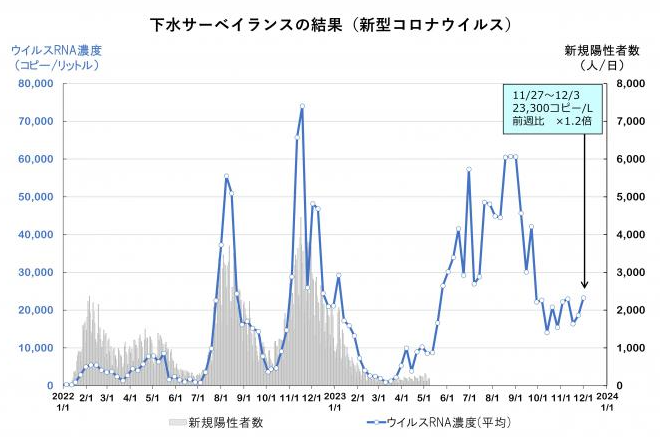 下水サーベイランスの結果（新型コロナウイルス）
ウイルスRNA濃度
（コピー/リットル）
新規陽性者数
（人/日）
80,000
70,000
60,000
50,000
40,000
30,000
20,000
10,000
0
11/27～12/3
23,300コピー/L
前週比　×1.2倍
8,000
7,000
6,000
5,000
4,000
3,000
2,000
1,000
0
2022 2/1 3/1 4/1 5/1 6/1 7/1 8/1 9/1 10/1 11/1 12/1 2023 2/1 3/1 4/1 5/1 6/1 7/1 8/1 9/1 10/1 11/1 12/1 2024
1/1 1/1 1/1
新規陽性者数 ウイルスRNA濃度(平均)